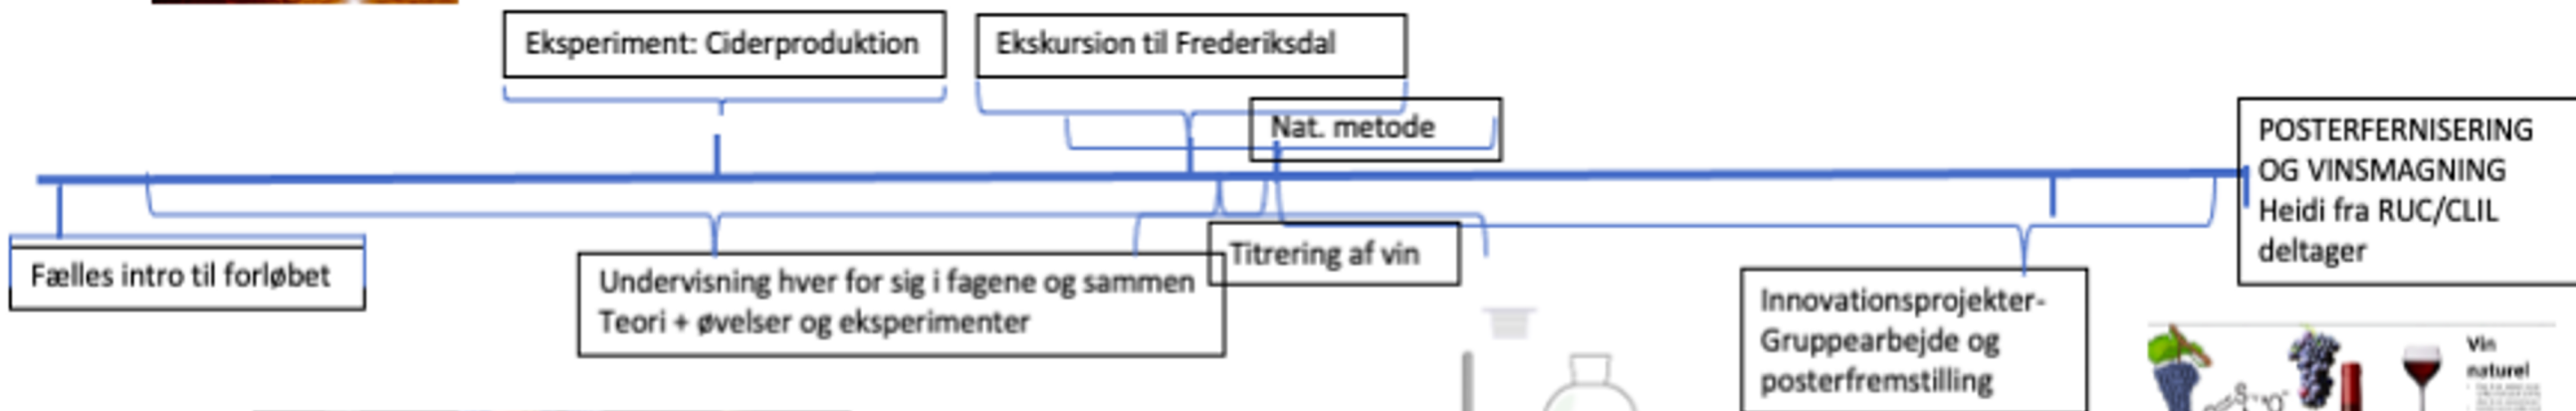 Eksperiment: Ciderproduktion
Ekskursion til Frederiksdal
Nat. metode
POSTERFERNISERING
OG VINSMAGNING
Heidi fra RUC/CLIL
deltager
Fælles intro til forløbet
Undervisning hver for sig i fagene og sammen
Teori + øvelser og eksperimenter
Titrering af vin
Innovationsprojekter-
Gruppearbejde og
posterfremstilling
Vin
naturel